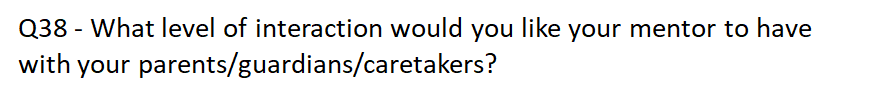 Q38 - What level of interaction would you like your mentor to have
with your parents/guardians/caretakers?